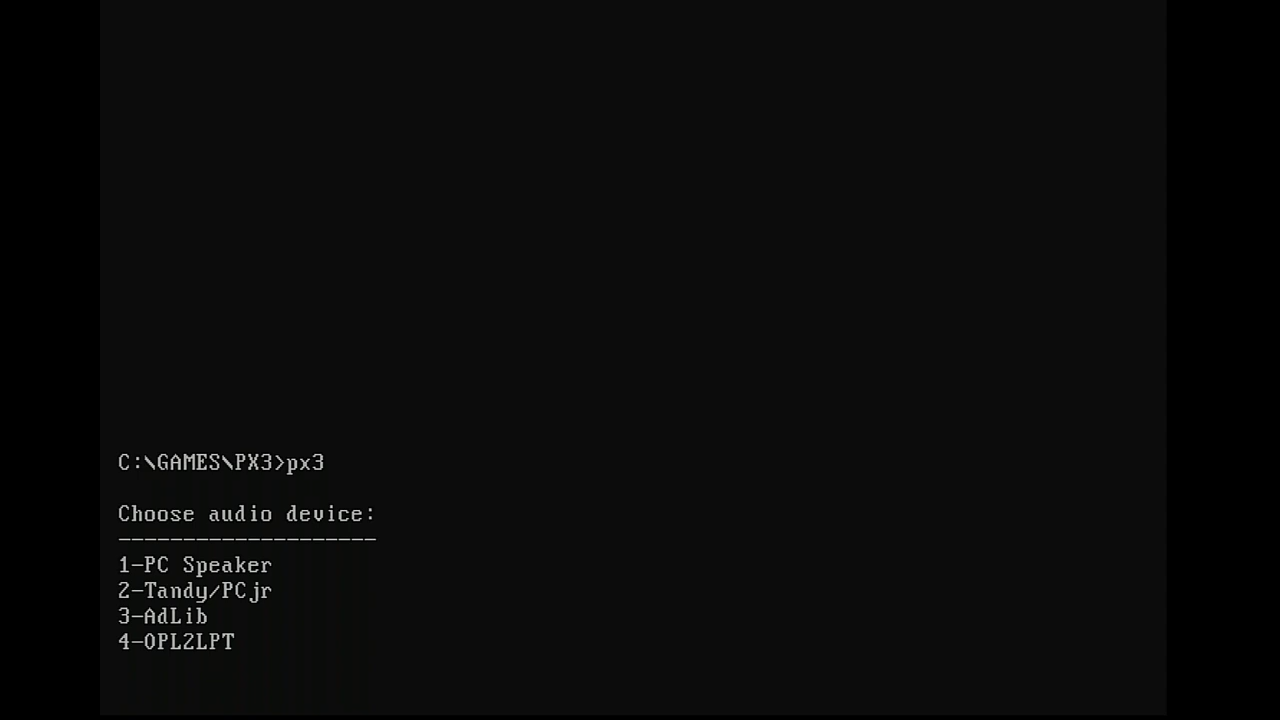 C:\GAMES\PX3>px3
Choose audio device:
--------------------
1-PC Speaker
2-Tandy/PCjr
3-AdLib
4-OPL2LPT